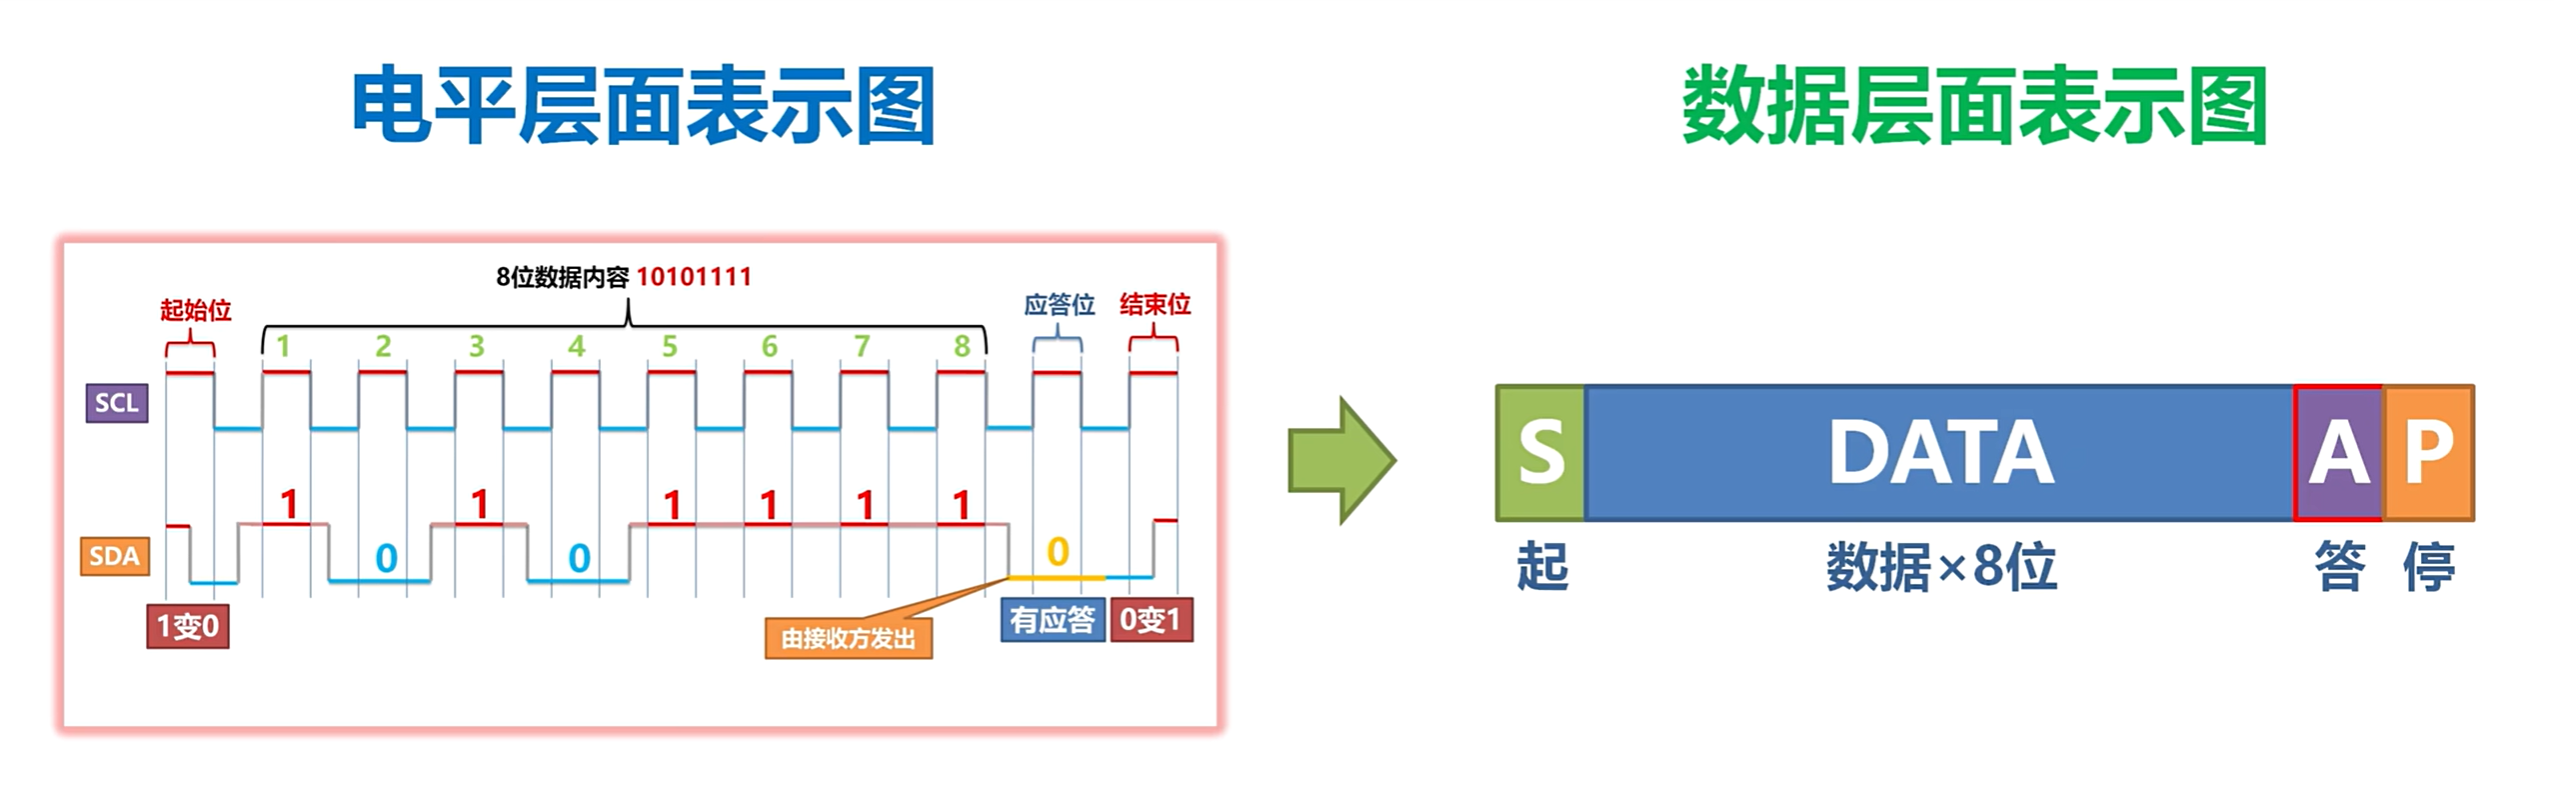 电平层面表示图
数据层面表示图
8位数据内容 10101111
起始位
应答位
结束位
1 2 3 4 5 6 7 8
SCL
1 1 1 1 1 1
SDA
0 0 0
1变0
由接收方发出
有应答
0变1
S DATA A P
起 数据×8位 答 停